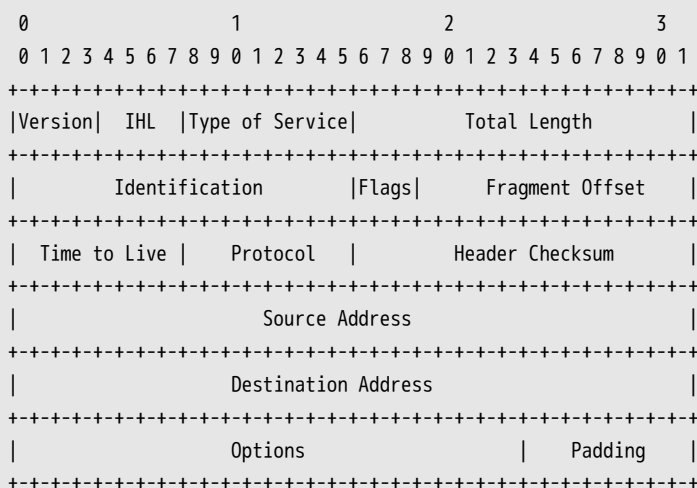 0                   1                   2                   3
0 1 2 3 4 5 6 7 8 9 0 1 2 3 4 5 6 7 8 9 0 1 2 3 4 5 6 7 8 9 0 1
+-+-+-+-+-+-+-+-+-+-+-+-+-+-+-+-+-+-+-+-+-+-+-+-+-+-+-+-+-+-+-+-+
|Version|  IHL  |Type of Service|          Total Length         |
+-+-+-+-+-+-+-+-+-+-+-+-+-+-+-+-+-+-+-+-+-+-+-+-+-+-+-+-+-+-+-+-+
|         Identification        |Flags|      Fragment Offset    |
+-+-+-+-+-+-+-+-+-+-+-+-+-+-+-+-+-+-+-+-+-+-+-+-+-+-+-+-+-+-+-+-+
|  Time to Live |    Protocol   |         Header Checksum       |
+-+-+-+-+-+-+-+-+-+-+-+-+-+-+-+-+-+-+-+-+-+-+-+-+-+-+-+-+-+-+-+-+
|                       Source Address                          |
+-+-+-+-+-+-+-+-+-+-+-+-+-+-+-+-+-+-+-+-+-+-+-+-+-+-+-+-+-+-+-+-+
|                    Destination Address                        |
+-+-+-+-+-+-+-+-+-+-+-+-+-+-+-+-+-+-+-+-+-+-+-+-+-+-+-+-+-+-+-+-+
|                    Options                    |    Padding    |
+-+-+-+-+-+-+-+-+-+-+-+-+-+-+-+-+-+-+-+-+-+-+-+-+-+-+-+-+-+-+-+-+